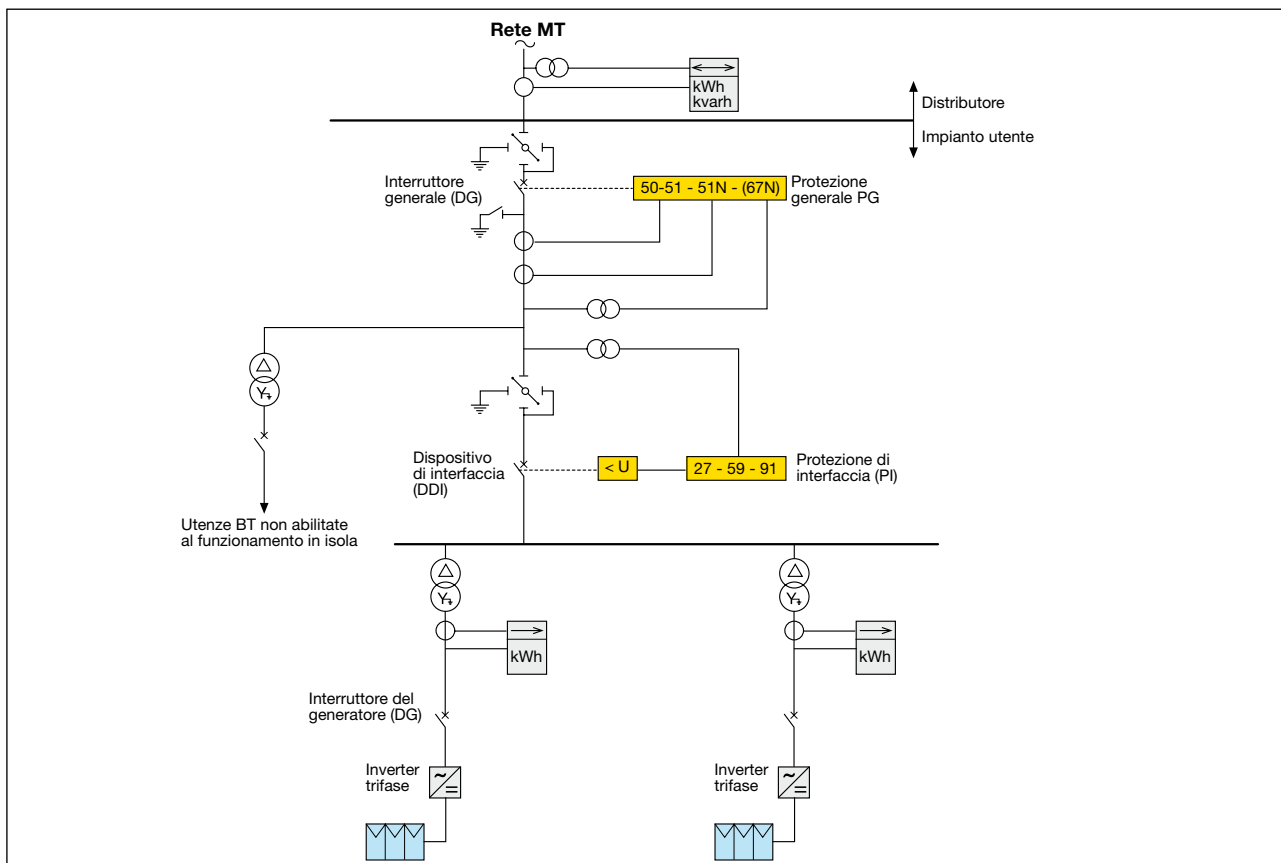 Rete MT
kWh
kvarh
Distributore
Impianto utente
Interruttore
generale (DG)
50-51 - 51N - (67N)
Protezione
generale PG
Dispositivo
di interfaccia
(DDI)
< U
27 - 59 - 91
Protezione di
interfaccia (PI)
Utenze BT non abilitate
al funzionamento in isola
kWh
kWh
Interruttore del
generatore (DG)
Inverter
trifase
Inverter
trifase